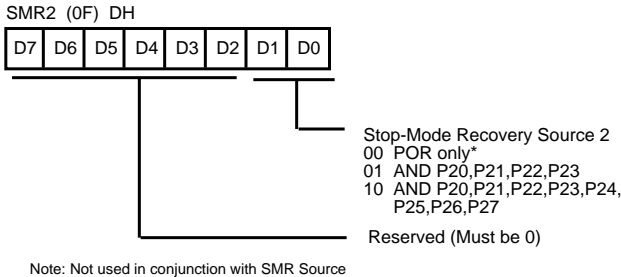 SMR2 (0F) DH
D7 D6 D5 D4 D3 D2 D1 D0
Stop-Mode Recovery Source 2
00 POR only*
01 AND P20,P21,P22,P23
10 AND P20,P21,P22,P23,P24,
P25,P26,P27
Reserved (Must be 0)
Note: Not used in conjunction with SMR Source